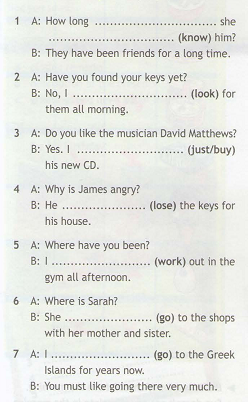 1 A: How long .............................. she
.............................. (know) him?
B: They have been friends for a long time.
2 A: Have you found your keys yet?
B: No, I .............................. (look) for
them all morning.
3 A: Do you like the musician David Matthews?
B: Yes. I .......................... (just/buy)
his new CD.
4 A: Why is James angry?
B: He .................... (lose) the keys for
his house.
5 A: Where have you been?
B: I ........................ (work) out in the
gym all afternoon.
6 A: Where is Sarah?
B: She ..................... (go) to the shops
with her mother and sister.
7 A: I ........................ (go) to the Greek
Islands for years now.
B: You must like going there very much.